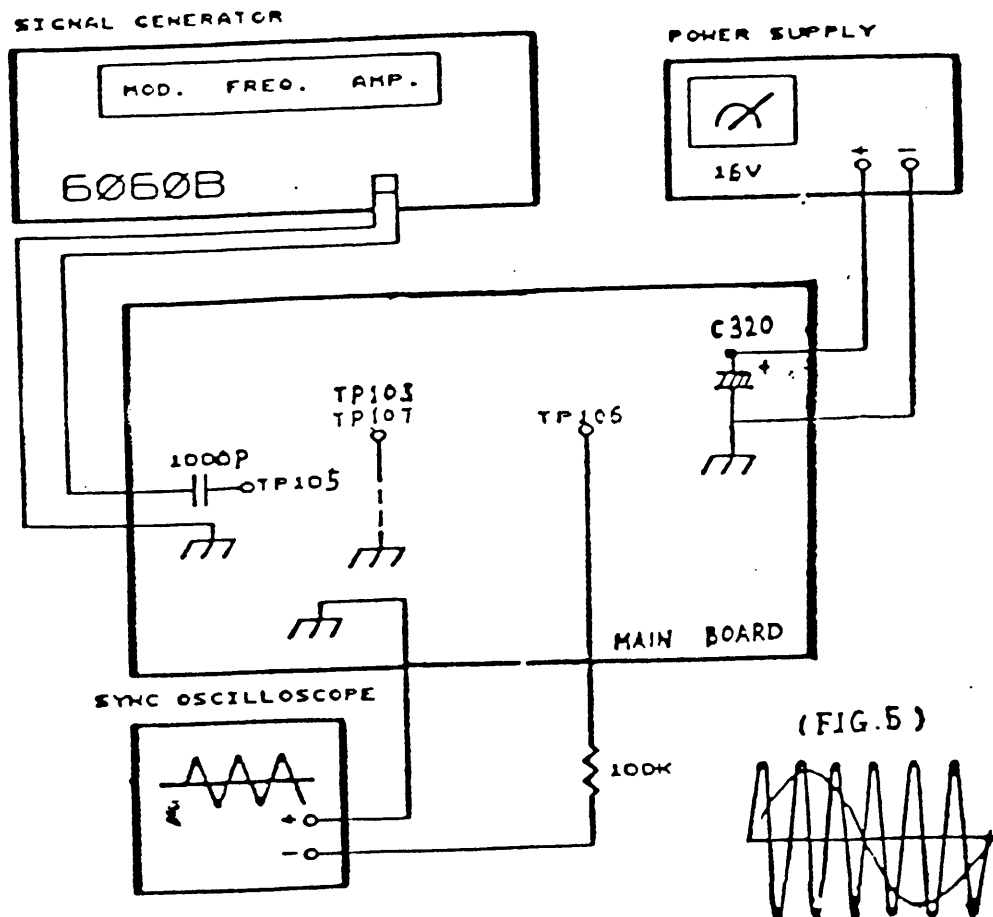 SIGNAL GENERATOR
POWER SUPPLY
MOD. FREQ. AMP.
6060B
16V
+ −
C320
+
TP103
TP107
TP106
1000P
TP105
MAIN BOARD
SYNC OSCILLOSCOPE
(FIG.5)
100K
+
−